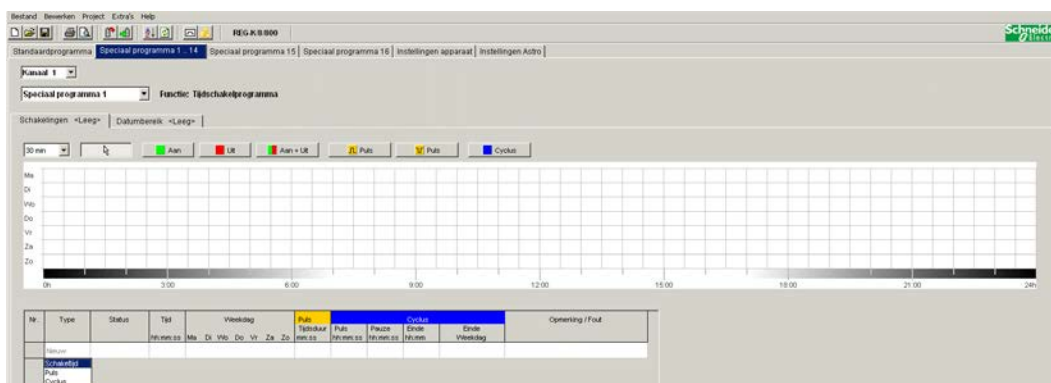 Bestand Bewerken Project Extra's Help
REG-K/8/800
Schneide
Electri
Standaardprogramma Speciaal programma 1 .. 14 Speciaal programma 15 Speciaal programma 16 Instellingen apparaat Instellingen Astro
Kanaal 1
Speciaal programma 1 Functie: Tijdschakelprogramma
Schakelingen <Leeg> Datumbereik <Leeg>
30 min Aan Uit Aan + Uit Puls Puls Cyclus
Ma
Di
Wo
Do
Vr
Za
Zo
0h 3:00 6:00 9:00 12:00 15:00 18:00 21:00 24h
Nr. Type Status Tijd Weekdag Puls Cyclus Opmerking / Fout
Tijdsduur Puls Pauze Einde Einde
hh:mm:ss Ma Di Wo Do Vr Za Zo mm:ss hh:mm:ss hh:mm:ss hh:mm Weekdag
Nieuw
Schakeltijd
Puls
Cyclus